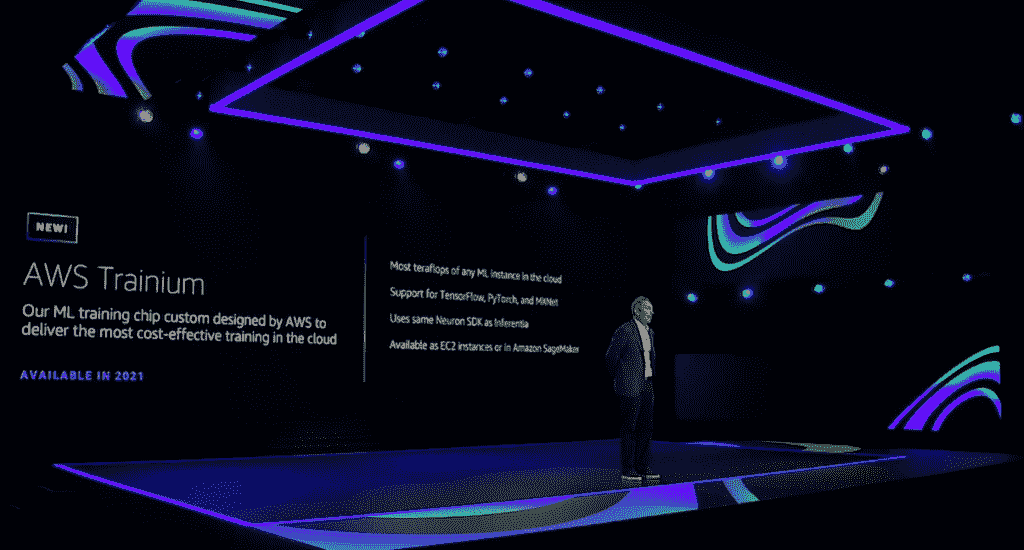 NEW!
AWS Trainium
Our ML training chip custom designed by AWS to
deliver the most cost-effective training in the cloud
AVAILABLE IN 2021
Most teraflops of any ML instance in the cloud
Support for TensorFlow, PyTorch, and MXNet
Uses same Neuron SDK as Inferentia
Available as EC2 instances or in Amazon SageMaker